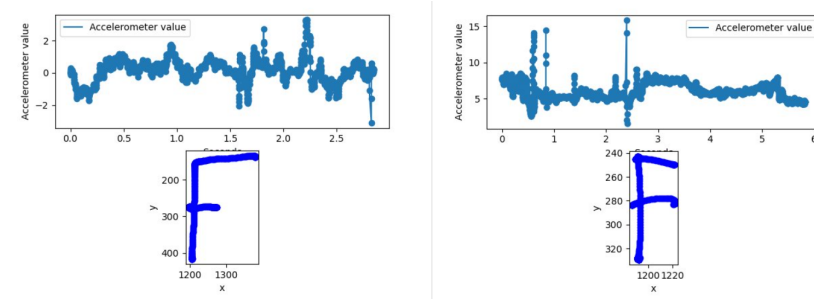 Accelerometer value
Accelerometer value
2
0
−2
0.0 0.5 1.0 1.5 2.0 2.5
200
300
400
y
1200 1300
x
F
Accelerometer value
Accelerometer value
15
10
5
0 1 2 3 4 5 6
240
260
280
300
320
y
1200 1220
x
F